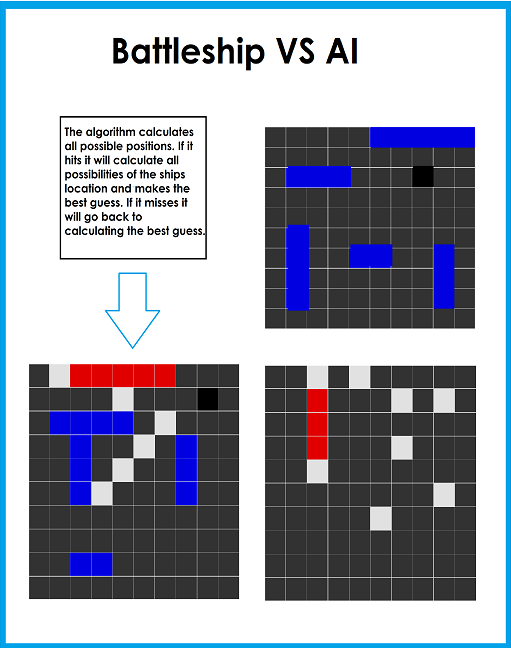 Battleship VS AI
The algorithm calculates
all possible positions. If it
hits it will calculate all
possibilities of the ships
location and makes the
best guess. If it misses it
will go back to
calculating the best guess.